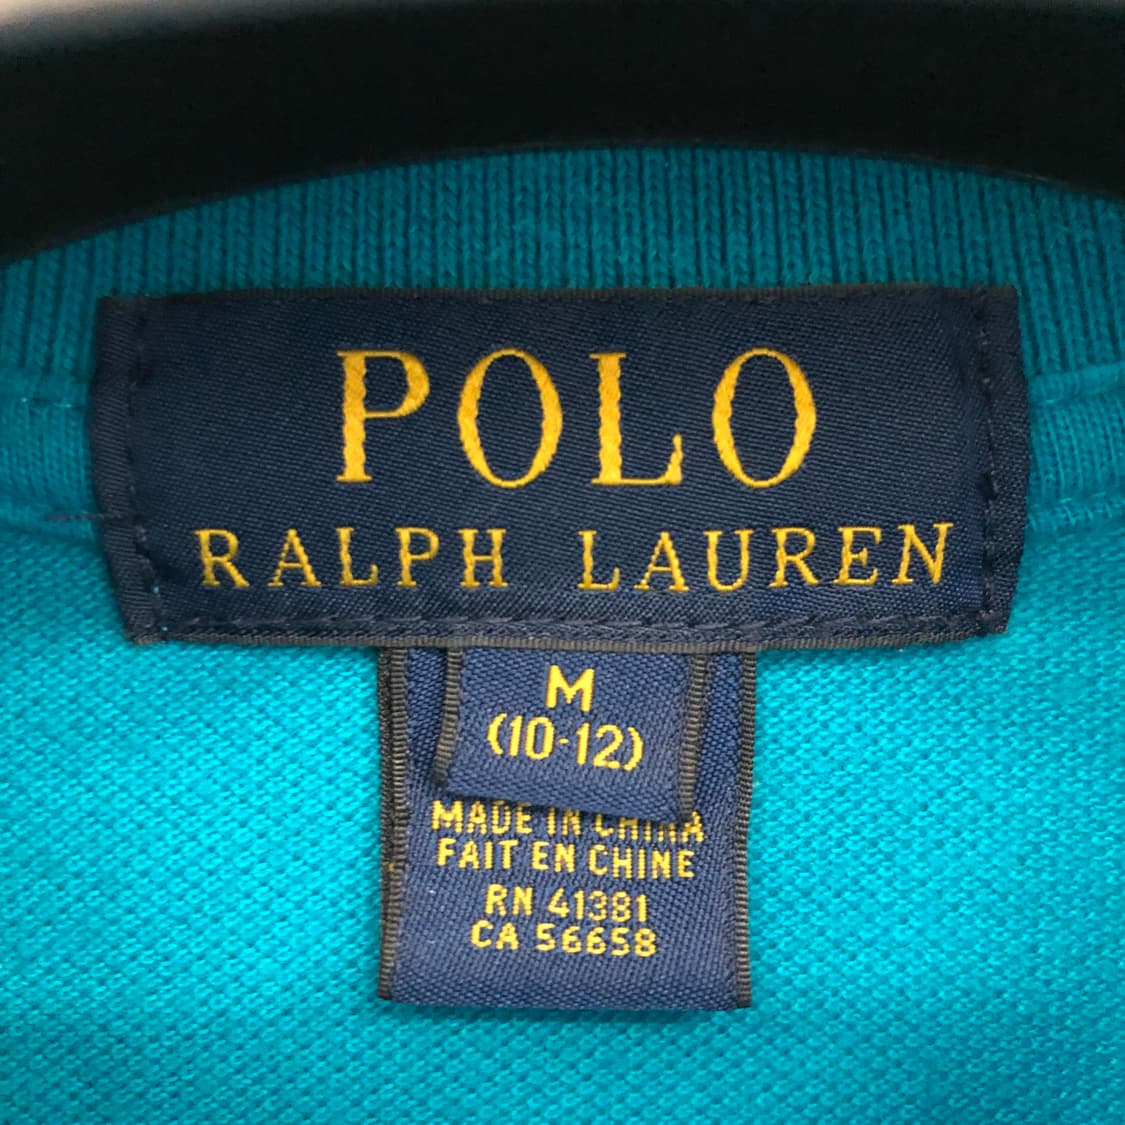 POLO
RALPH LAUREN
M
(10-12)
MADE IN CHINA
FAIT EN CHINE
RN 41381
CA 56658